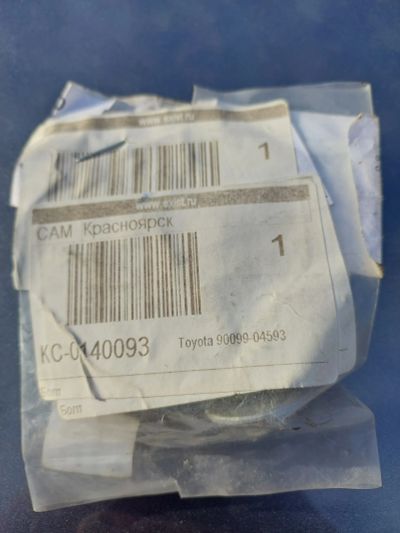 www.exist.ru
1
www.exist.ru
САМ Красноярск
1
КС-0140093
Toyota 90099-04593
Болт
Болт